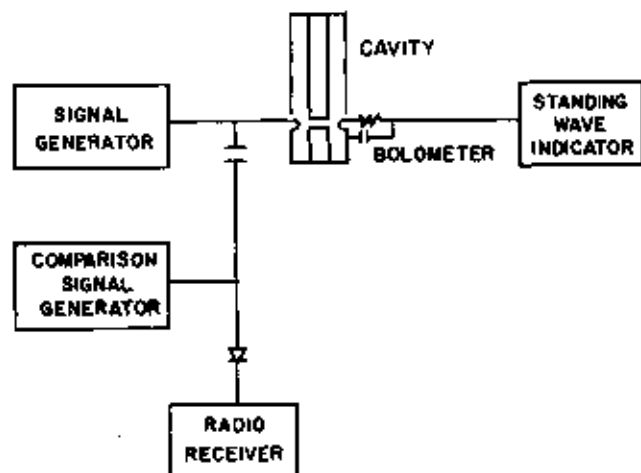 CAVITY
SIGNAL
GENERATOR
STANDING
WAVE
INDICATOR
BOLOMETER
COMPARISON
SIGNAL
GENERATOR
RADIO
RECEIVER